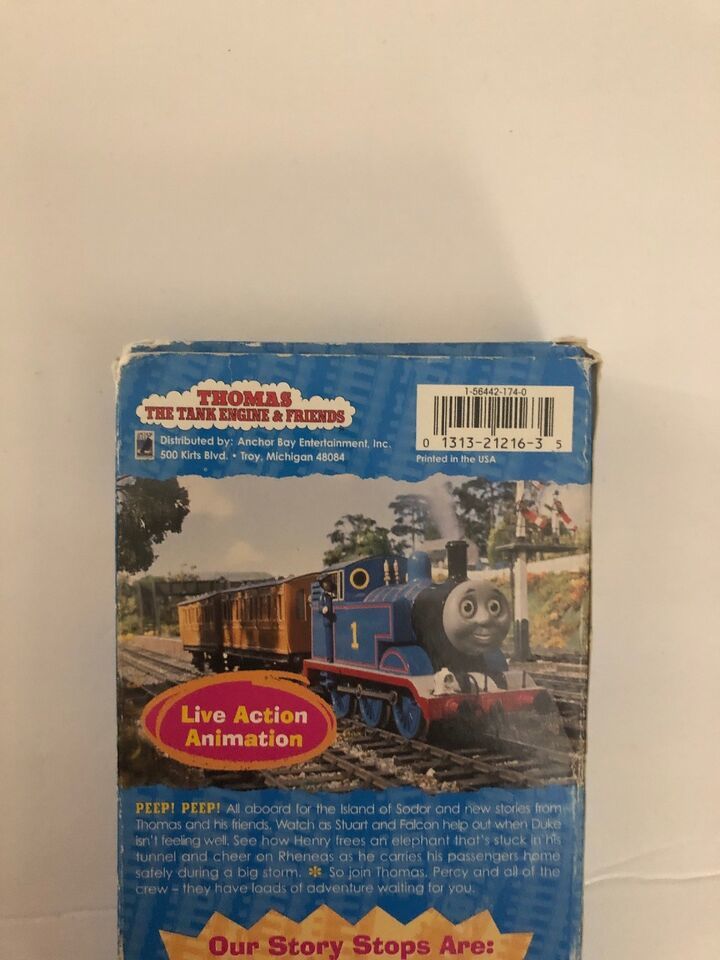 THOMAS
THE TANK ENGINE & FRIENDS
Distributed by: Anchor Bay Entertainment, Inc.
500 Kirts Blvd. • Troy, Michigan 48084
1-56442-174-0
0 1313-21216-3 5
Printed in the USA
1
Live Action
Animation
PEEP! PEEP! All aboard for the Island of Sodor and new stories from
Thomas and his friends. Watch as Stuart and Falcon help out when Duke
isn't feeling well. See how Henry frees an elephant that's stuck in his
tunnel and cheer on Rheneas as he carries his passengers home
safely during a big storm. * So join Thomas, Percy and all of the
crew – they have loads of adventure waiting for you.
Our Story Stops Are: